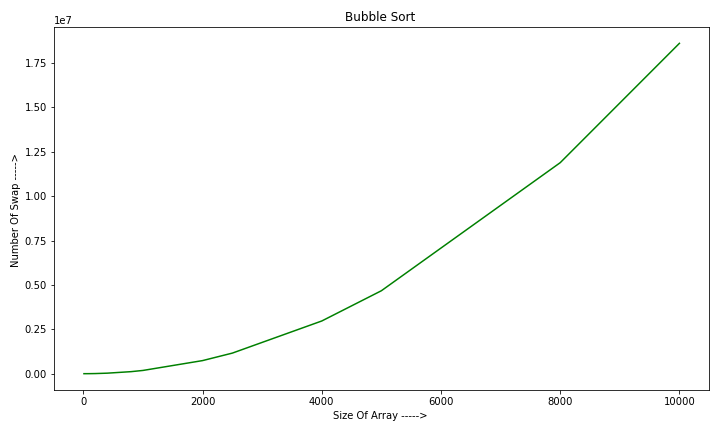 Bubble Sort
1e7
1.75
1.50
1.25
1.00
0.75
0.50
0.25
0.00
Number Of Swap ----->
0 2000 4000 6000 8000 10000
Size Of Array ----->